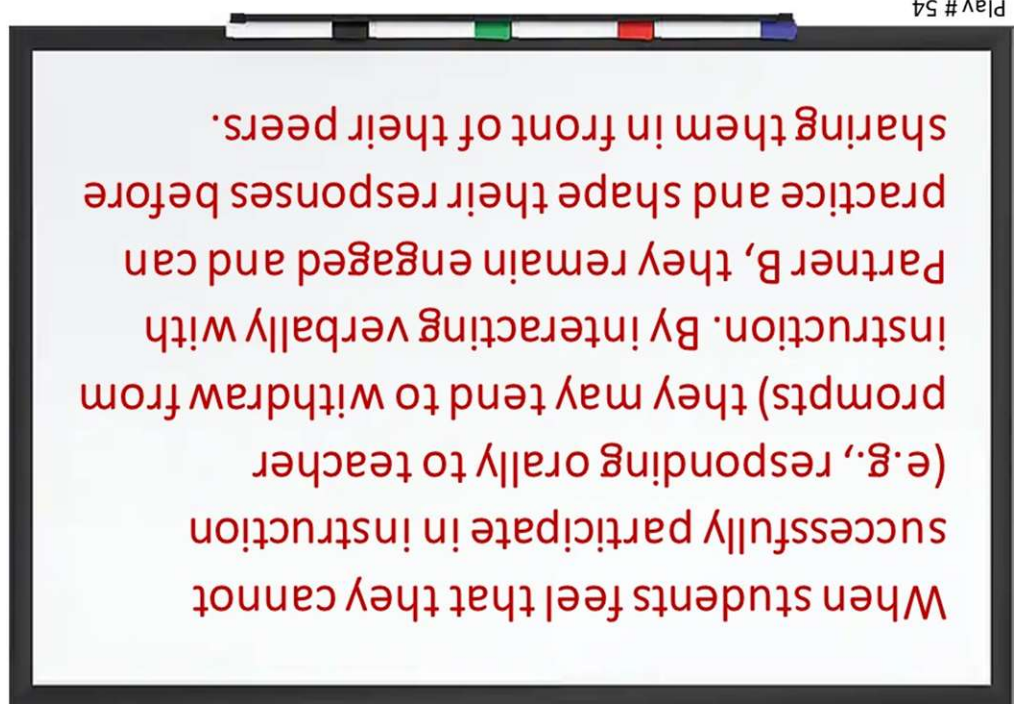 When students feel that they cannot
successfully participate in instruction
(e.g., responding orally to teacher
prompts) they may tend to withdraw from
instruction. By interacting verbally with
Partner B, they remain engaged and can
practice and shape their responses before
sharing them in front of their peers.
Play # 54